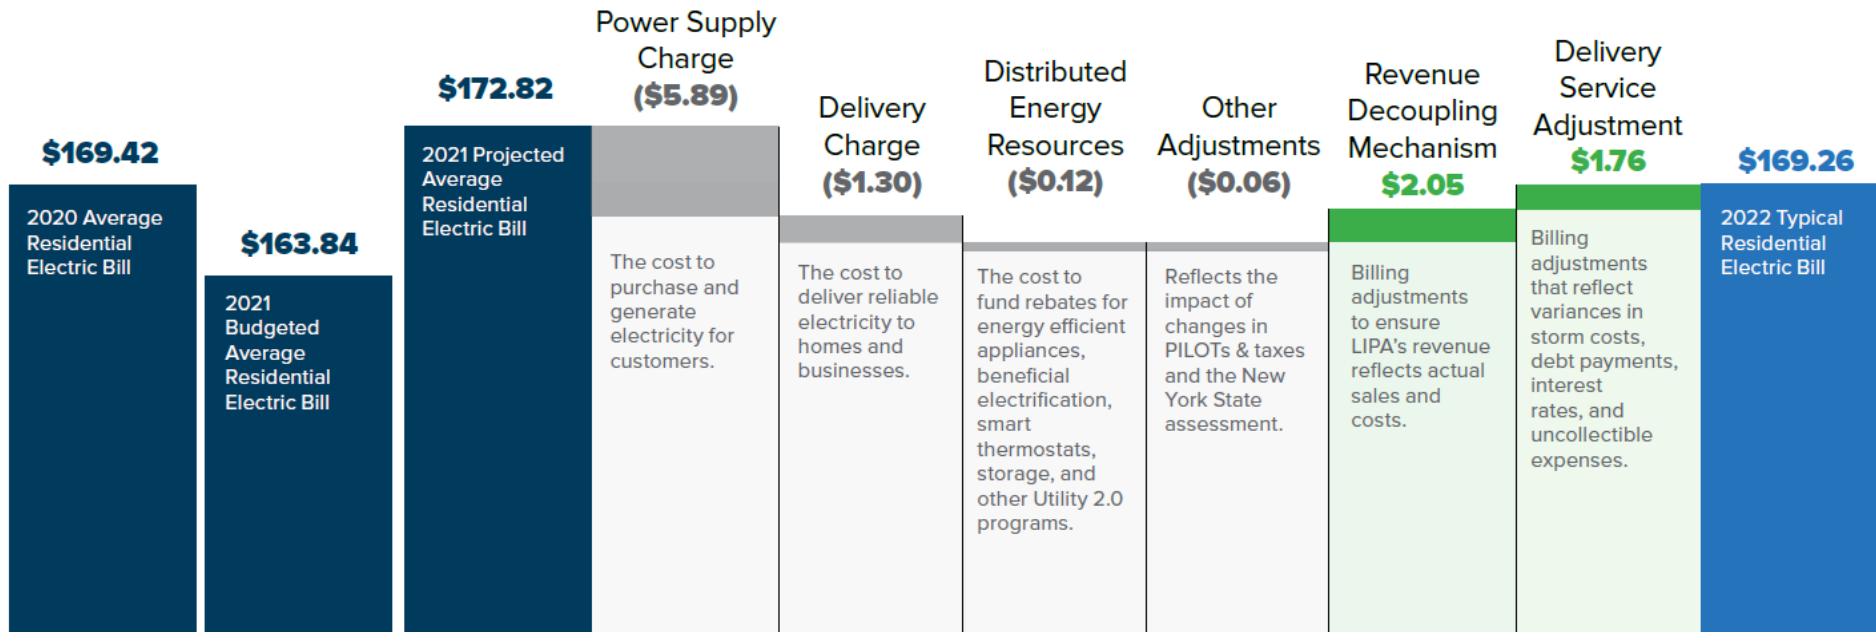 $169.42
2020 Average
Residential
Electric Bill
$163.84
2021
Budgeted
Average
Residential
Electric Bill
$172.82
2021 Projected
Average
Residential
Electric Bill
Power Supply
Charge
($5.89)
The cost to
purchase and
generate
electricity for
customers.
Delivery
Charge
($1.30)
The cost to
deliver reliable
electricity to
homes and
businesses.
Distributed
Energy
Resources
($0.12)
The cost to
fund rebates for
energy efficient
appliances,
beneficial
electrification,
smart
thermostats,
storage, and
other Utility 2.0
programs.
Other
Adjustments
($0.06)
Reflects the
impact of
changes in
PILOTs & taxes
and the New
York State
assessment.
Revenue
Decoupling
Mechanism
$2.05
Billing
adjustments
to ensure
LIPA’s revenue
reflects actual
sales and
costs.
Delivery
Service
Adjustment
$1.76
Billing
adjustments
that reflect
variances in
storm costs,
debt payments,
interest
rates, and
uncollectible
expenses.
$169.26
2022 Typical
Residential
Electric Bill